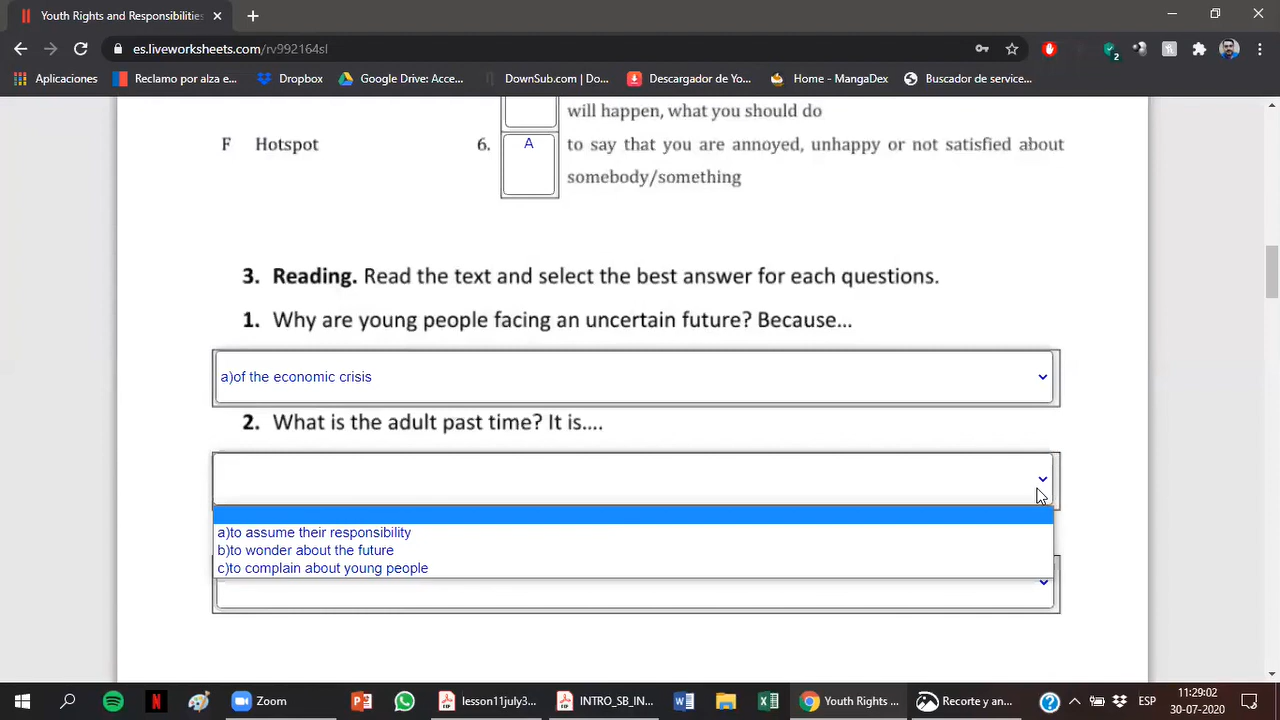 Youth Rights and Responsibilities
es.liveworksheets.com/rv992164sl
2
Aplicaciones
Reclamo por alza e...
Dropbox
Google Drive: Acce...
DownSub.com | Do...
Descargador de Yo...
Home - MangaDex
Buscador de service...
will happen, what you should do
F Hotspot 6. A to say that you are annoyed, unhappy or not satisfied about
somebody/something
3. Reading. Read the text and select the best answer for each questions.
1. Why are young people facing an uncertain future? Because...
a)of the economic crisis
2. What is the adult past time? It is....
a)to assume their responsibility
b)to wonder about the future
c)to complain about young people
Zoom
lesson11july3...
INTRO_SB_IN...
Youth Rights ...
Recorte y an...
ESP
11:29:02
30-07-2020